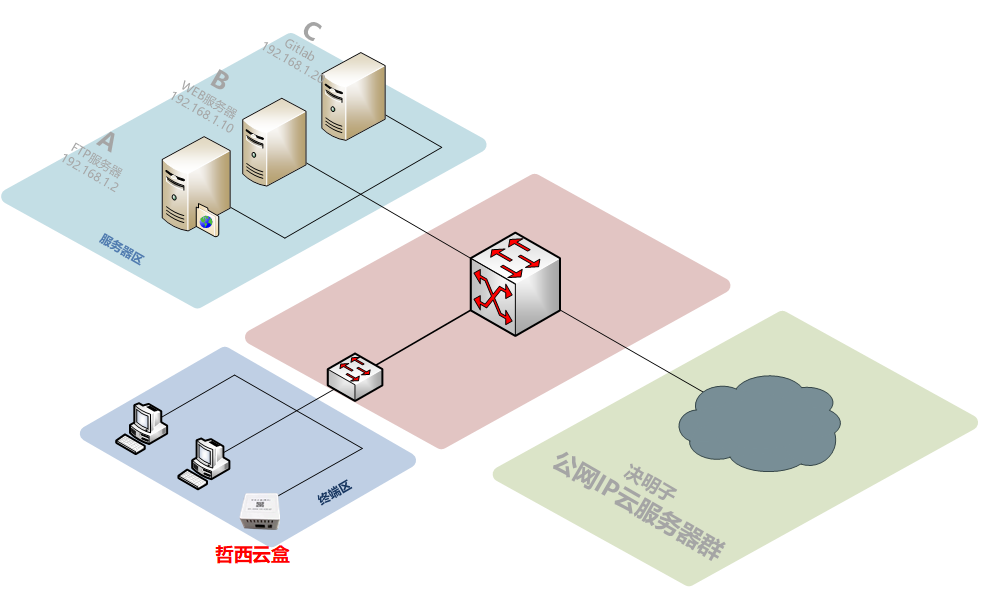 C
Gitlab
192.168.1.20
B
WEB服务器
192.168.1.10
A
FTP服务器
192.168.1.2
服务器区
终端区
哲西云盒
决明子
公网IP云服务器群